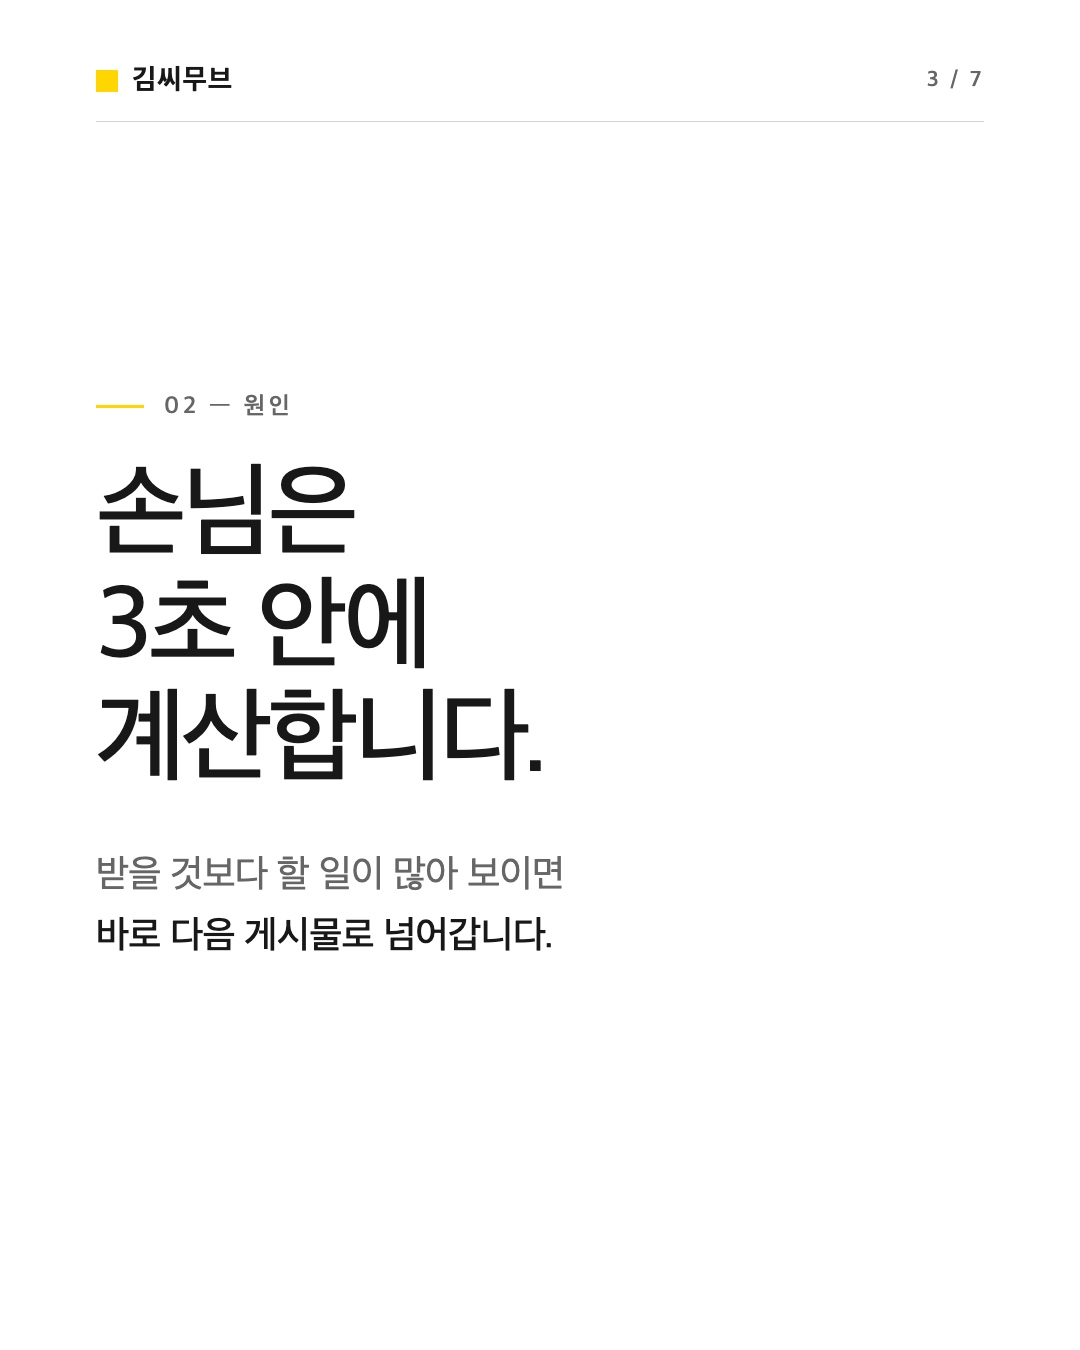 김씨무브
3 / 7
02 — 원인
손님은
3초 안에
계산합니다.
받을 것보다 할 일이 많아 보이면
바로 다음 게시물로 넘어갑니다.